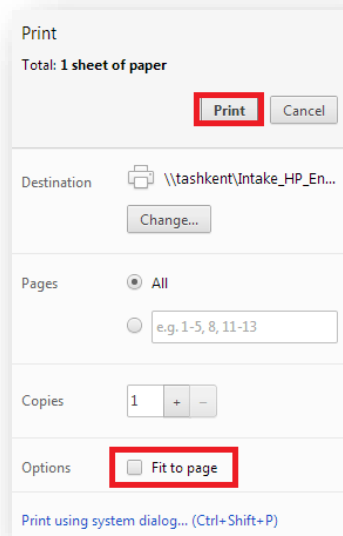 Print
Total: 1 sheet of paper
Print Cancel
Destination \\tashkent\Intake_HP_En...
Change...
Pages All
e.g. 1-5, 8, 11-13
Copies 1 + −
Options Fit to page
Print using system dialog... (Ctrl+Shift+P)